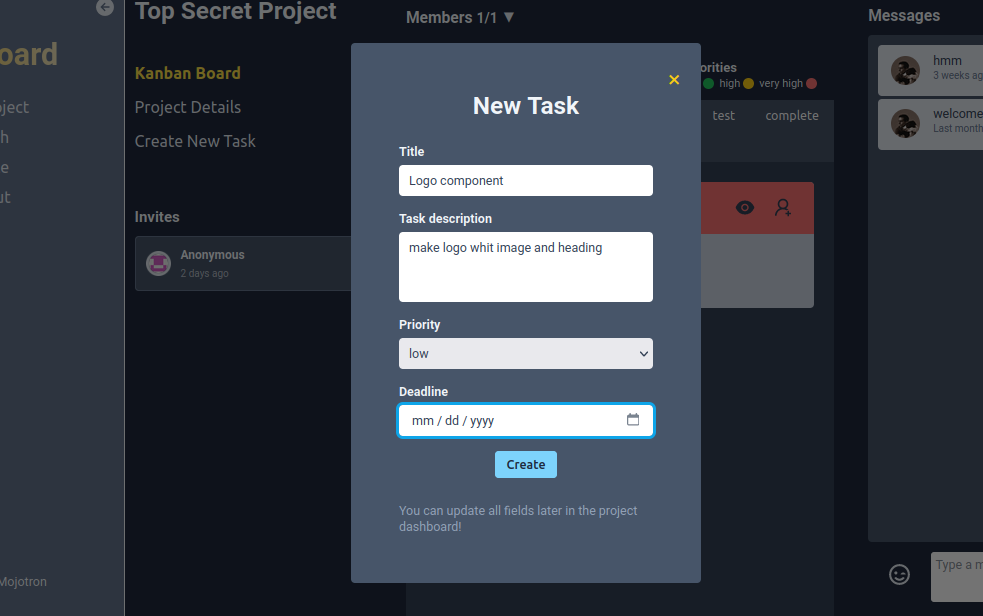 Top Secret Project
Members 1/1 ▼
Messages
oard
Kanban Board
Project Details
Create New Task
oject
h
e
ut
Invites
Anonymous
2 days ago
Mojotron
New Task
Title
Logo component
Task description
make logo whit image and heading
Priority
low
Deadline
mm / dd / yyyy
Create
You can update all fields later in the project
dashboard!
orities
high very high
test complete
hmm
3 weeks ag
welcome
Last month
Type a m